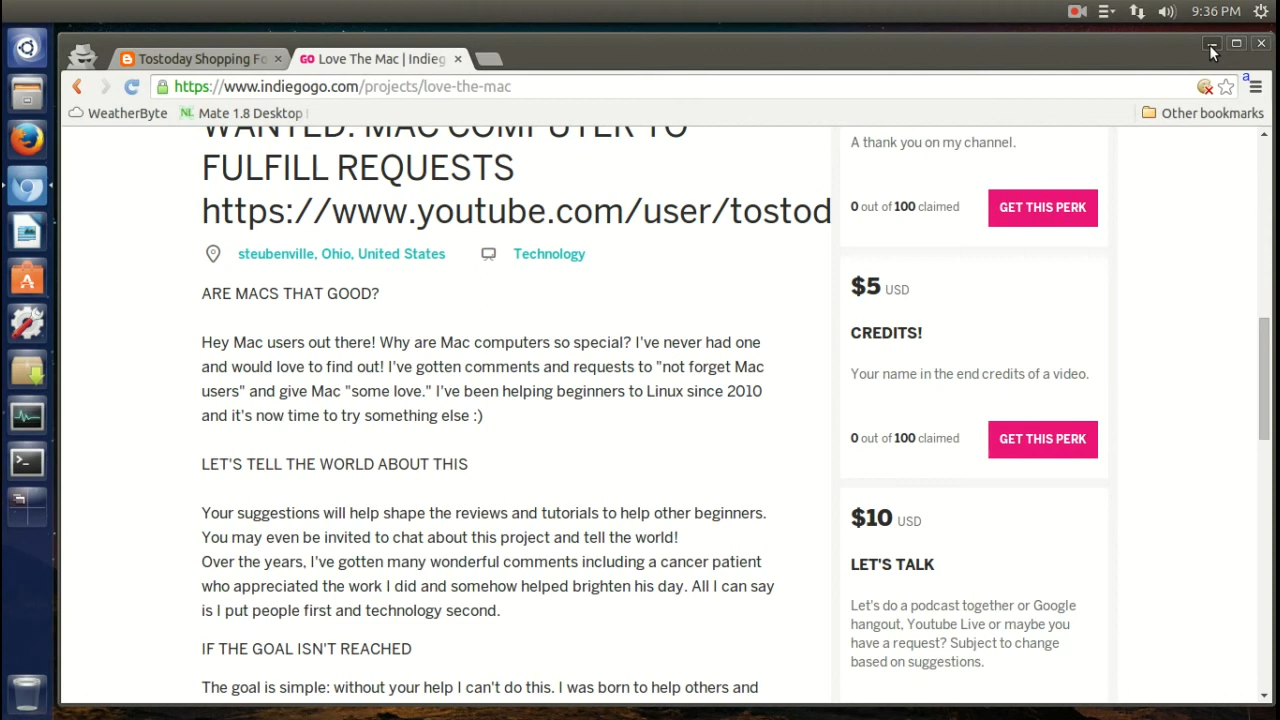 9:36 PM
Tostoday Shopping Fo
GO Love The Mac | Indieg
https://www.indiegogo.com/projects/love-the-mac
a
WeatherByte
NL Mate 1.8 Desktop
Other bookmarks
WANTED: MAC COMPUTER TO
FULFILL REQUESTS
https://www.youtube.com/user/tostod
steubenville, Ohio, United States
Technology
ARE MACS THAT GOOD?
Hey Mac users out there! Why are Mac computers so special? I've never had one
and would love to find out! I've gotten comments and requests to "not forget Mac
users" and give Mac "some love." I've been helping beginners to Linux since 2010
and it's now time to try something else :)
LET'S TELL THE WORLD ABOUT THIS
Your suggestions will help shape the reviews and tutorials to help other beginners.
You may even be invited to chat about this project and tell the world!
Over the years, I've gotten many wonderful comments including a cancer patient
who appreciated the work I did and somehow helped brighten his day. All I can say
is I put people first and technology second.
IF THE GOAL ISN'T REACHED
The goal is simple: without your help I can't do this. I was born to help others and
A thank you on my channel.
0 out of 100 claimed
GET THIS PERK
$5 USD
CREDITS!
Your name in the end credits of a video.
0 out of 100 claimed
GET THIS PERK
$10 USD
LET'S TALK
Let's do a podcast together or Google
hangout, Youtube Live or maybe you
have a request? Subject to change
based on suggestions.